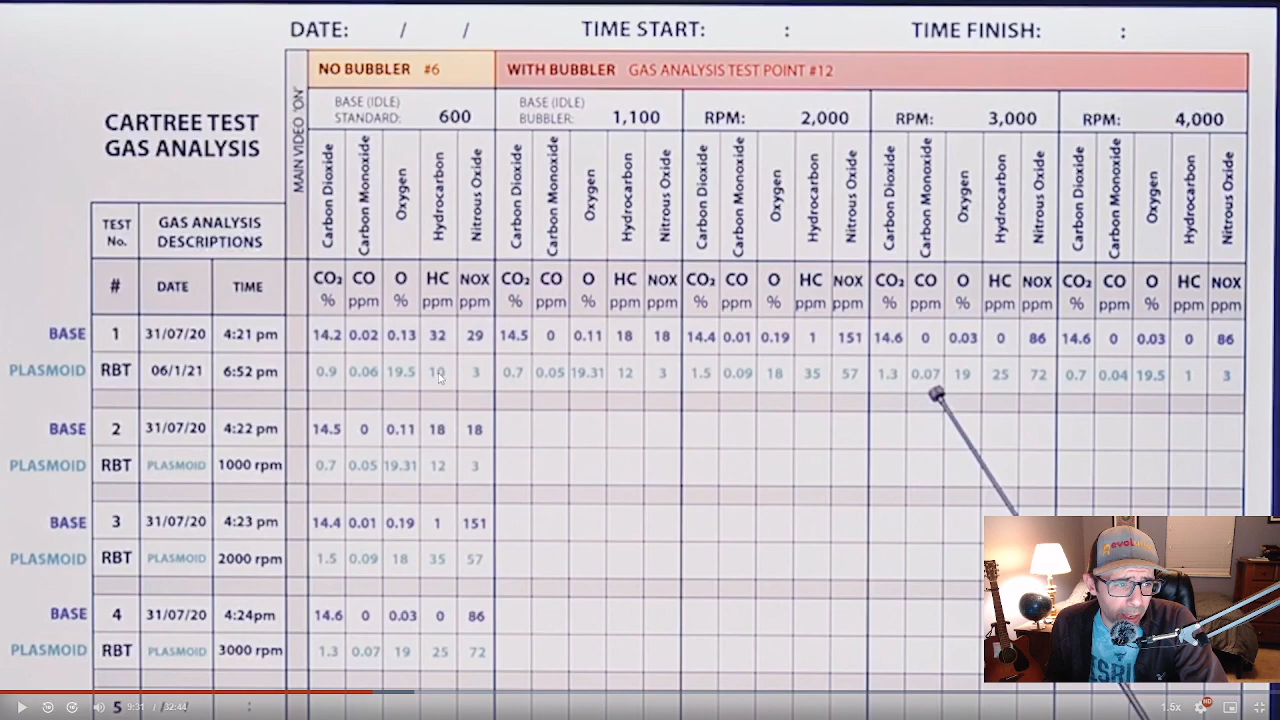 DATE: / / TIME START: : TIME FINISH: :
NO BUBBLER #6 WITH BUBBLER GAS ANALYSIS TEST POINT #12
CARTREE TEST
GAS ANALYSIS
MAIN VIDEO "ON"
BASE (IDLE) STANDARD: 600 BASE (IDLE) BUBBLER: 1,100 RPM: 2,000 RPM: 3,000 RPM: 4,000
Carbon Dioxide Carbon Monoxide Oxygen Hydrocarbon Nitrous Oxide Carbon Dioxide Carbon Monoxide Oxygen Hydrocarbon Nitrous Oxide Carbon Dioxide Carbon Monoxide Oxygen Hydrocarbon Nitrous Oxide Carbon Dioxide Carbon Monoxide Oxygen Hydrocarbon Nitrous Oxide Carbon Dioxide Carbon Monoxide Oxygen Hydrocarbon Nitrous Oxide
TEST No. GAS ANALYSIS DESCRIPTIONS
# DATE TIME
CO₂ CO O HC NOX CO₂ CO O HC NOX CO₂ CO O HC NOX CO₂ CO O HC NOX CO₂ CO O HC NOX
% ppm % ppm ppm % ppm % ppm ppm % ppm % ppm ppm % ppm % ppm ppm % ppm % ppm ppm
BASE 1 31/07/20 4:21 pm 14.2 0.02 0.13 32 29 14.5 0 0.11 18 18 14.4 0.01 0.19 1 151 14.6 0 0.03 0 86 14.6 0 0.03 0 86
PLASMOID RBT 06/1/21 6:52 pm 0.9 0.06 19.5 3 0.7 0.05 19.31 12 3 1.5 0.09 18 35 57 1.3 0.07 19 25 72 0.7 0.04 19.5 1 3
BASE 2 31/07/20 4:22 pm 14.5 0 0.11 18 18
PLASMOID RBT PLASMOID 1000 rpm 0.7 0.05 19.31 12 3
BASE 3 31/07/20 4:23 pm 14.4 0.01 0.19 1 151
PLASMOID RBT PLASMOID 2000 rpm 1.5 0.09 18 35 57
BASE 4 31/07/20 4:24pm 14.6 0 0.03 0 86
PLASMOID RBT PLASMOID 3000 rpm 1.3 0.07 19 25 72
5 / / :
9:31 / 32:44 1.5x HD